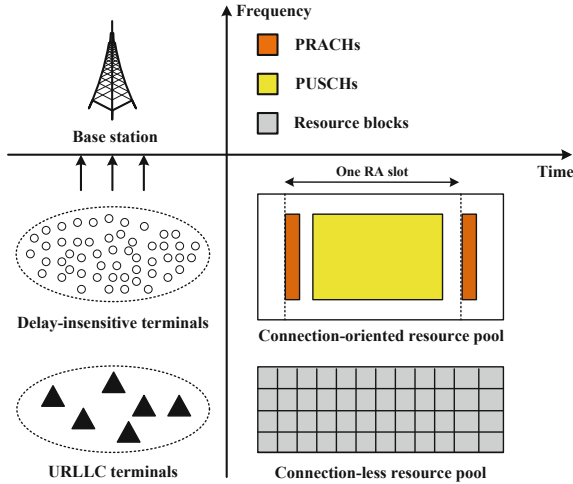 Frequency
PRACHs
PUSCHs
Resource blocks
Base station
Time
One RA slot
Delay-insensitive terminals
Connection-oriented resource pool
URLLC terminals
Connection-less resource pool